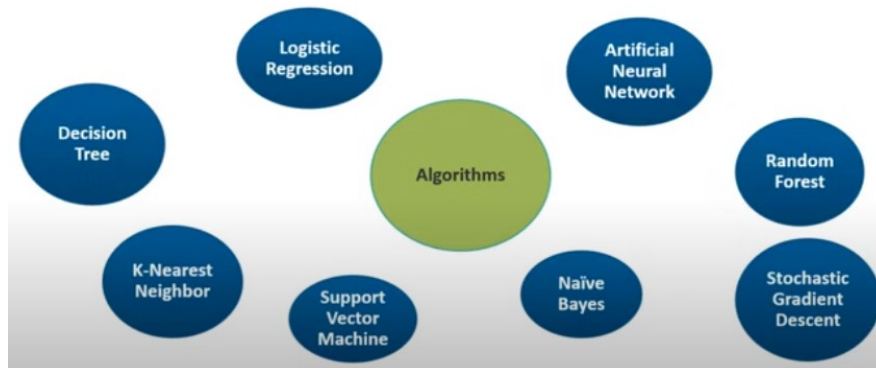 Logistic
Regression
Artificial
Neural
Network
Decision
Tree
Algorithms
Random
Forest
K-Nearest
Neighbor
Support
Vector
Machine
Naïve
Bayes
Stochastic
Gradient
Descent